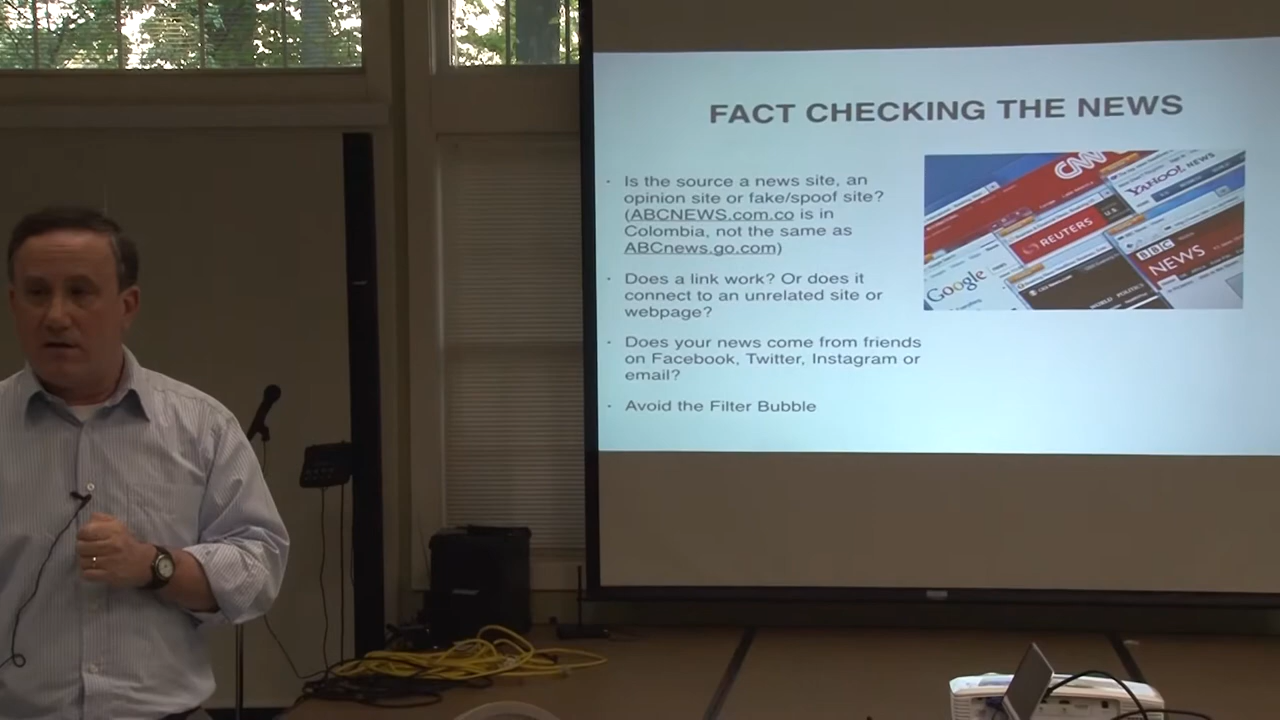 FACT CHECKING THE NEWS
· Is the source a news site, an
opinion site or fake/spoof site?
(ABCNEWS.com.co is in
Colombia, not the same as
ABCnews.go.com)
· Does a link work? Or does it
connect to an unrelated site or
webpage?
· Does your news come from friends
on Facebook, Twitter, Instagram or
email?
· Avoid the Filter Bubble
CNN
YAHOO! NEWS
REUTERS
U.S.
BBC
NEWS
Google
WORLD POLITICS